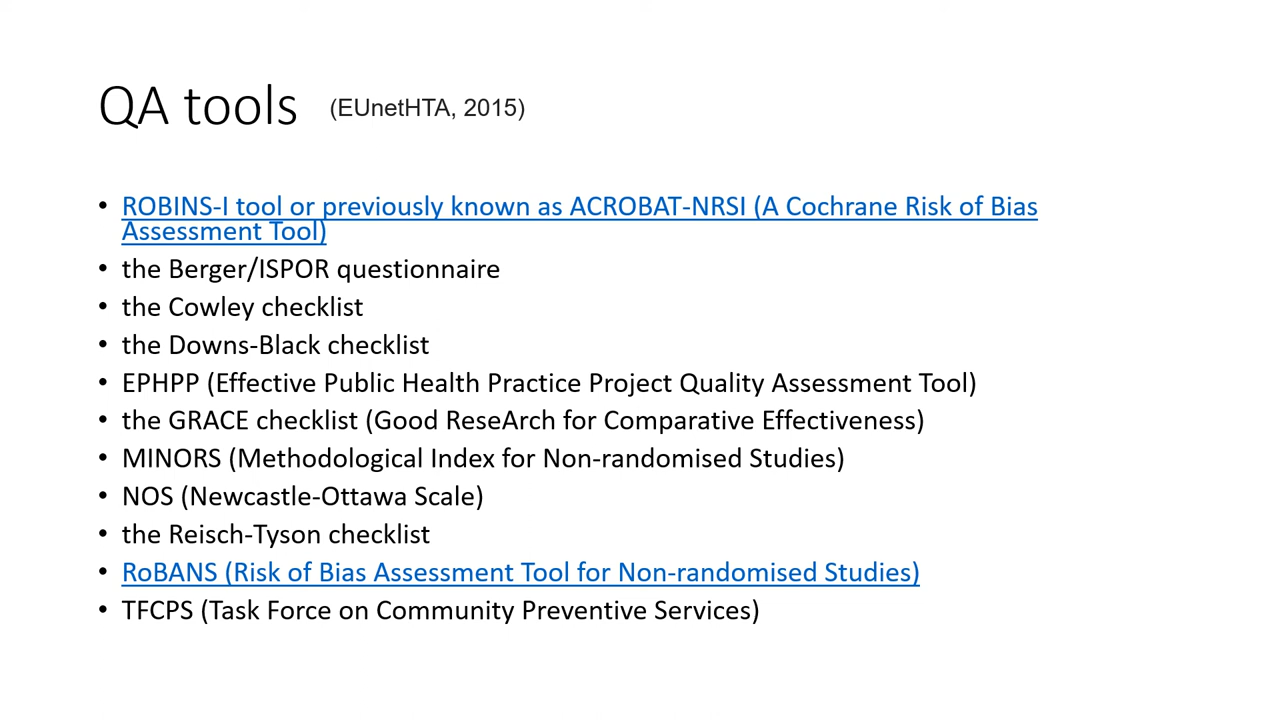 QA tools (EUnetHTA, 2015)
• ROBINS-I tool or previously known as ACROBAT-NRSI (A Cochrane Risk of Bias
Assessment Tool)
• the Berger/ISPOR questionnaire
• the Cowley checklist
• the Downs-Black checklist
• EPHPP (Effective Public Health Practice Project Quality Assessment Tool)
• the GRACE checklist (Good ReseArch for Comparative Effectiveness)
• MINORS (Methodological Index for Non-randomised Studies)
• NOS (Newcastle-Ottawa Scale)
• the Reisch-Tyson checklist
• RoBANS (Risk of Bias Assessment Tool for Non-randomised Studies)
• TFCPS (Task Force on Community Preventive Services)